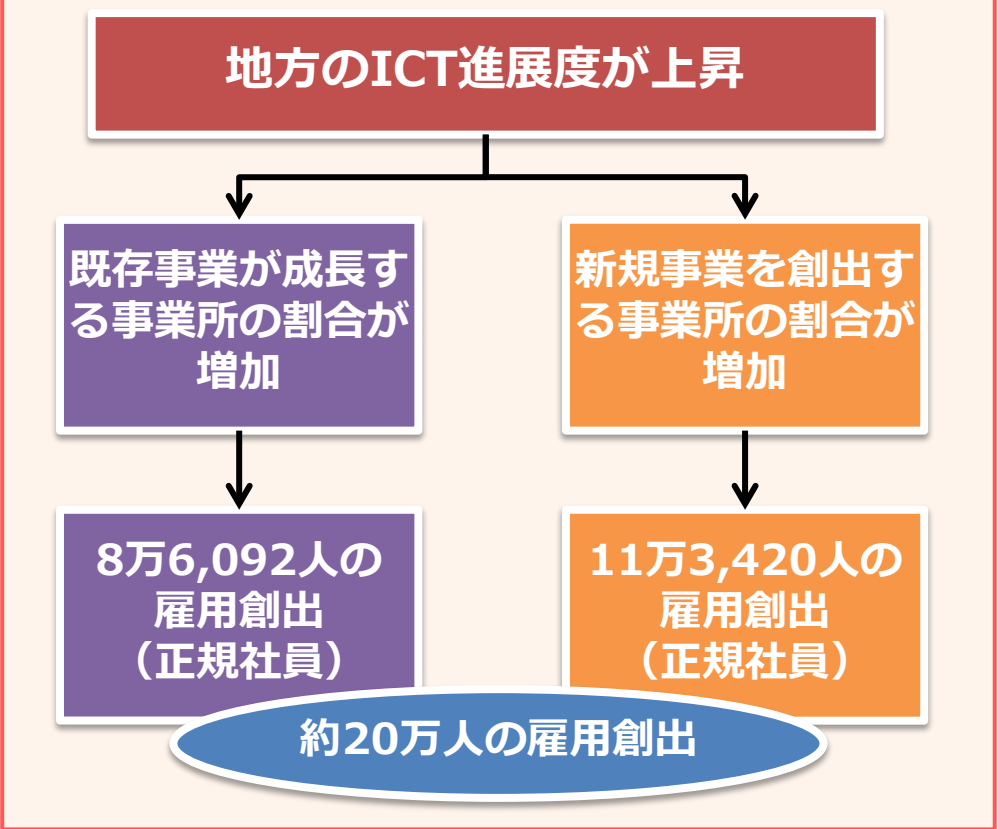 地方のICT進展度が上昇
既存事業が成長す
る事業所の割合が
増加
新規事業を創出す
る事業所の割合が
増加
8万6,092人の
雇用創出
（正規社員）
11万3,420人の
雇用創出
（正規社員）
約20万人の雇用創出